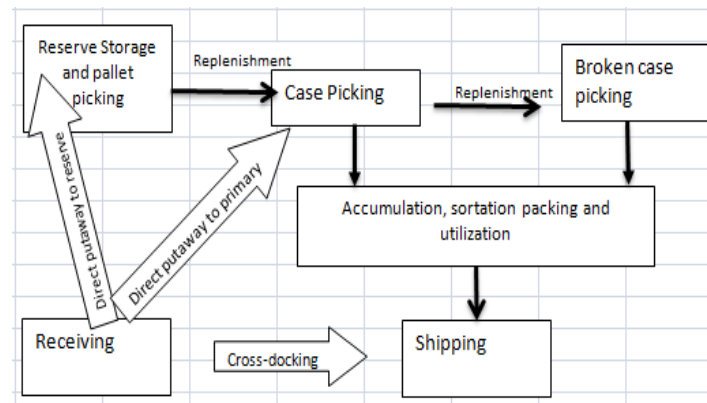 Reserve Storage
and pallet
picking
Replenishment
Case Picking
Replenishment
Broken case
picking
Direct putaway to reserve
Direct putaway to primary
Accumulation, sortation packing and
utilization
Receiving
Cross-docking
Shipping